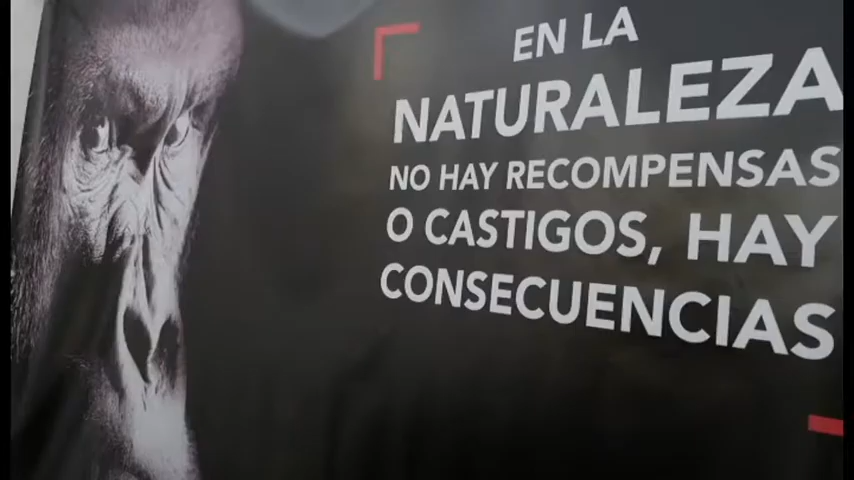 EN LA
NATURALEZA
NO HAY RECOMPENSAS
O CASTIGOS, HAY
CONSECUENCIAS